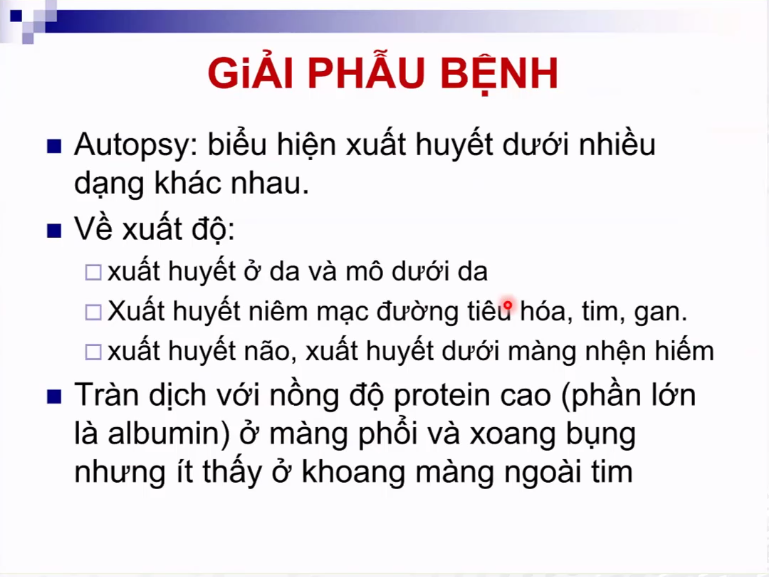 GiẢI PHẪU BỆNH
Autopsy: biểu hiện xuất huyết dưới nhiều
dạng khác nhau.
Về xuất độ:
xuất huyết ở da và mô dưới da
Xuất huyết niêm mạc đường tiêu hóa, tim, gan.
xuất huyết não, xuất huyết dưới màng nhện hiếm
Tràn dịch với nồng độ protein cao (phần lớn
là albumin) ở màng phổi và xoang bụng
nhưng ít thấy ở khoang màng ngoài tim